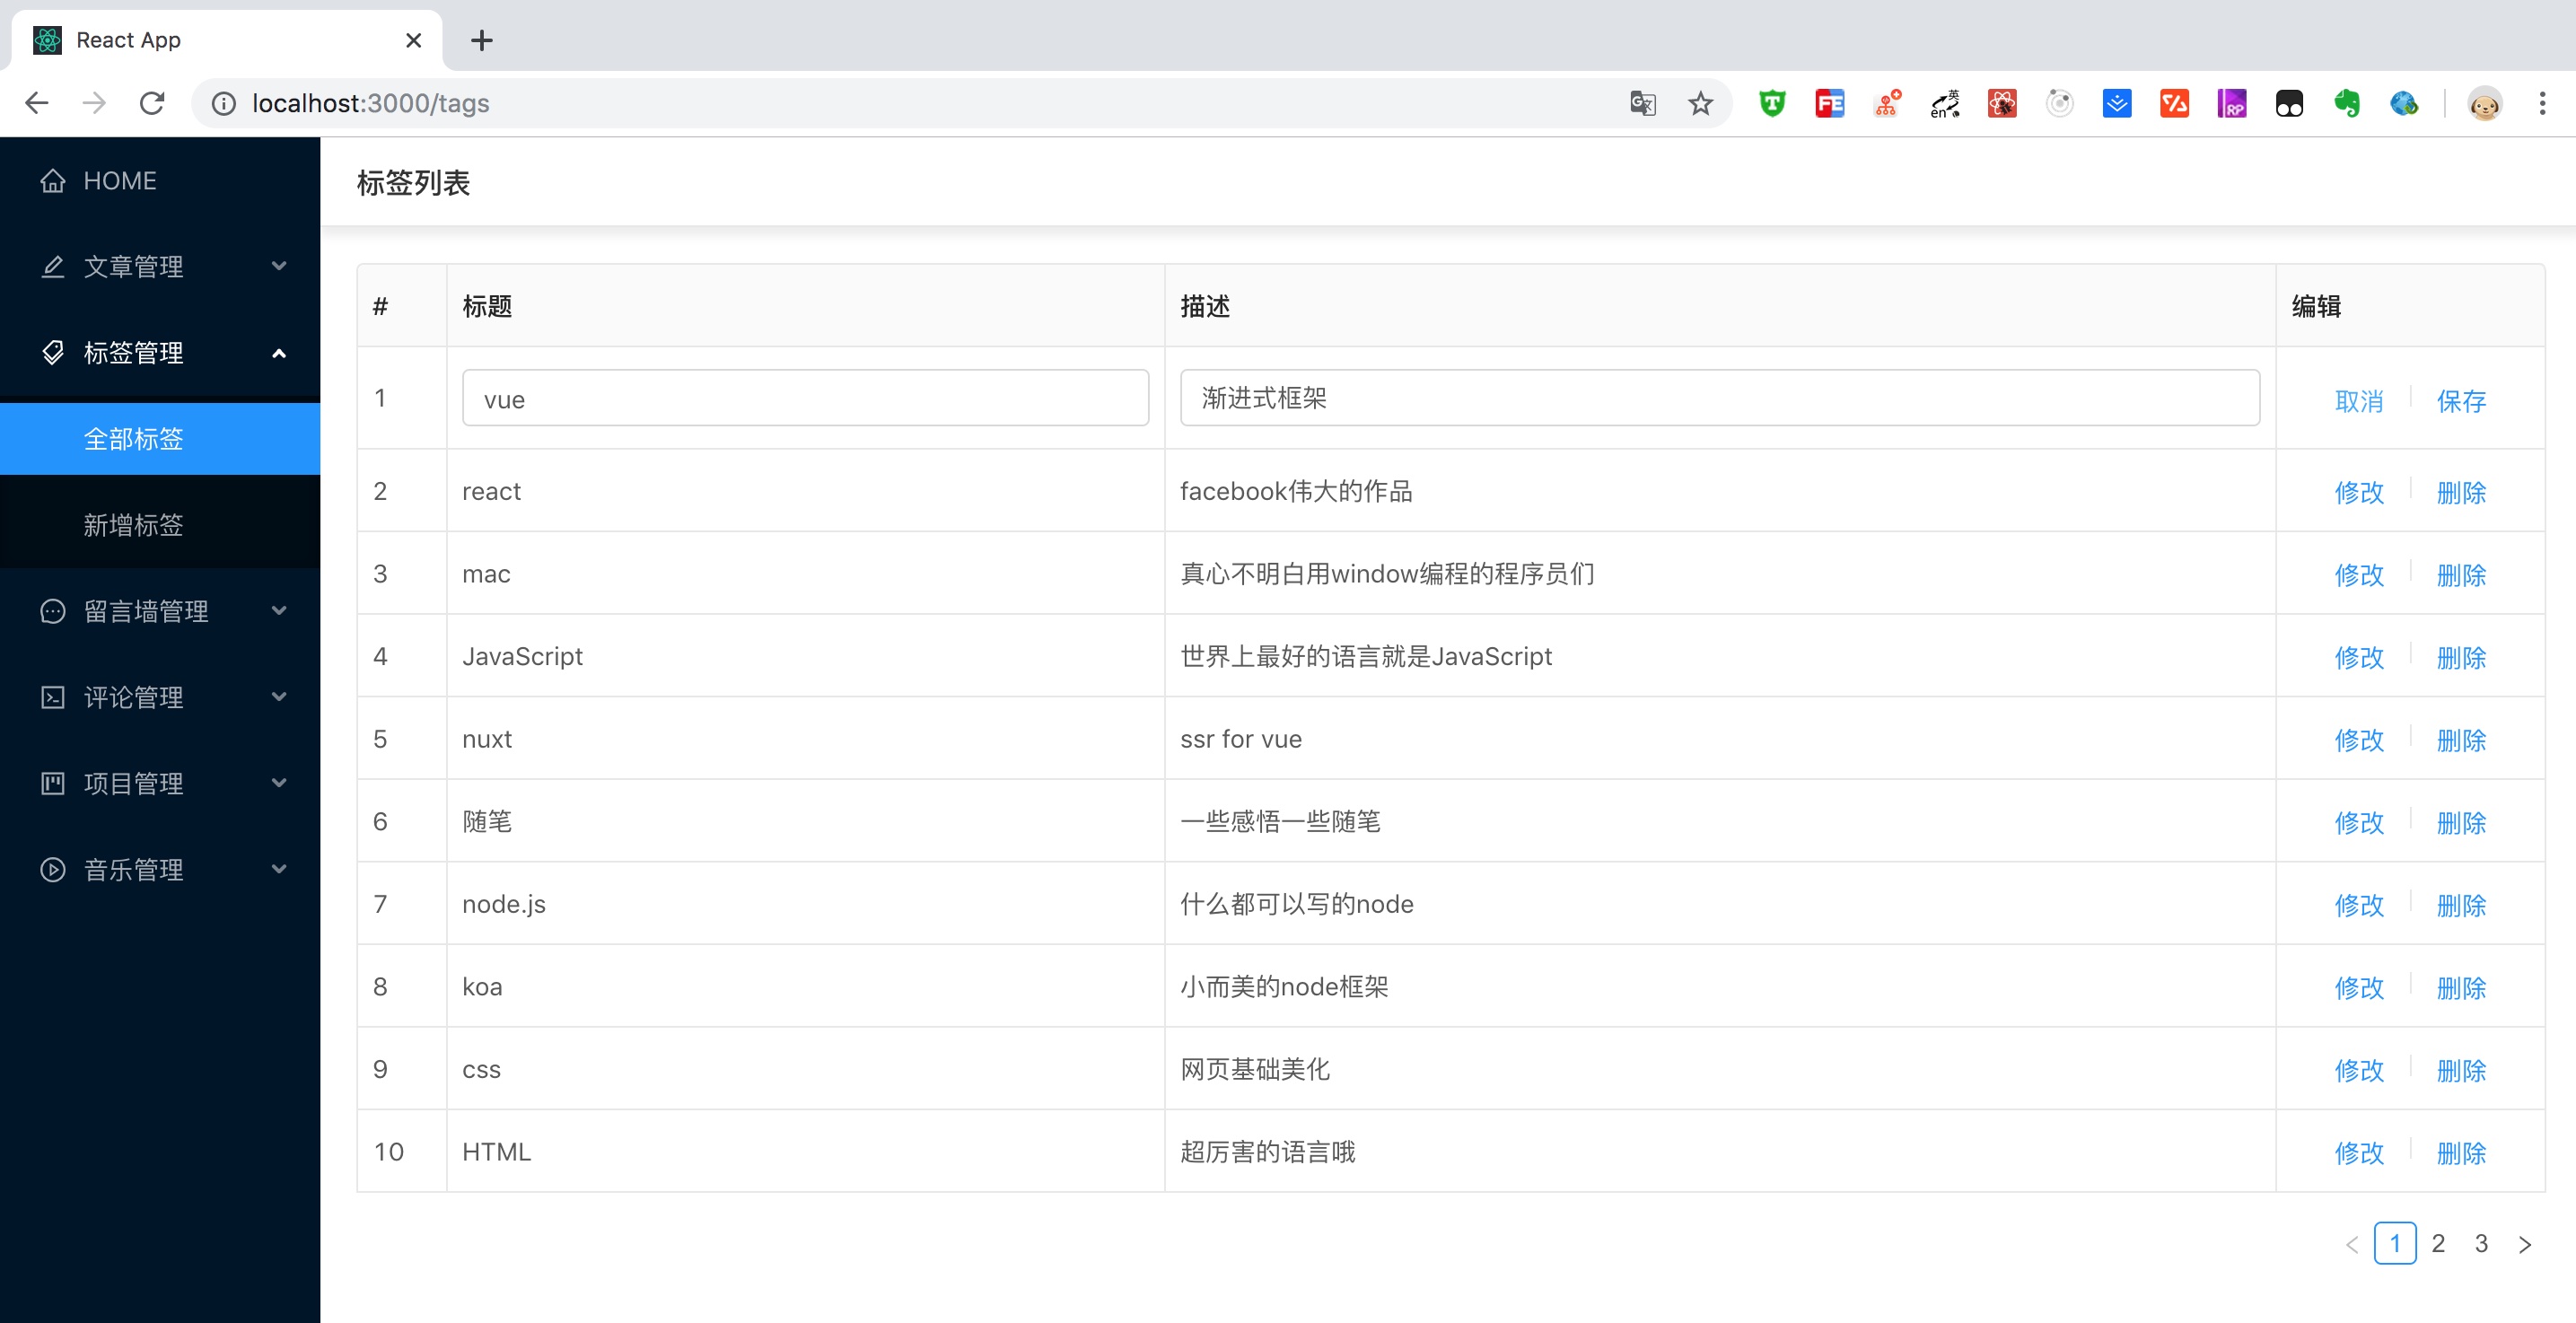 React App
localhost:3000/tags
FE
英
en
RP
HOME
文章管理
标签管理
全部标签
新增标签
留言墙管理
评论管理
项目管理
音乐管理
标签列表
# 标题 描述 编辑
1 vue 渐进式框架 取消 保存
2 react facebook伟大的作品 修改 删除
3 mac 真心不明白用window编程的程序员们 修改 删除
4 JavaScript 世界上最好的语言就是JavaScript 修改 删除
5 nuxt ssr for vue 修改 删除
6 随笔 一些感悟一些随笔 修改 删除
7 node.js 什么都可以写的node 修改 删除
8 koa 小而美的node框架 修改 删除
9 css 网页基础美化 修改 删除
10 HTML 超厉害的语言哦 修改 删除
1 2 3